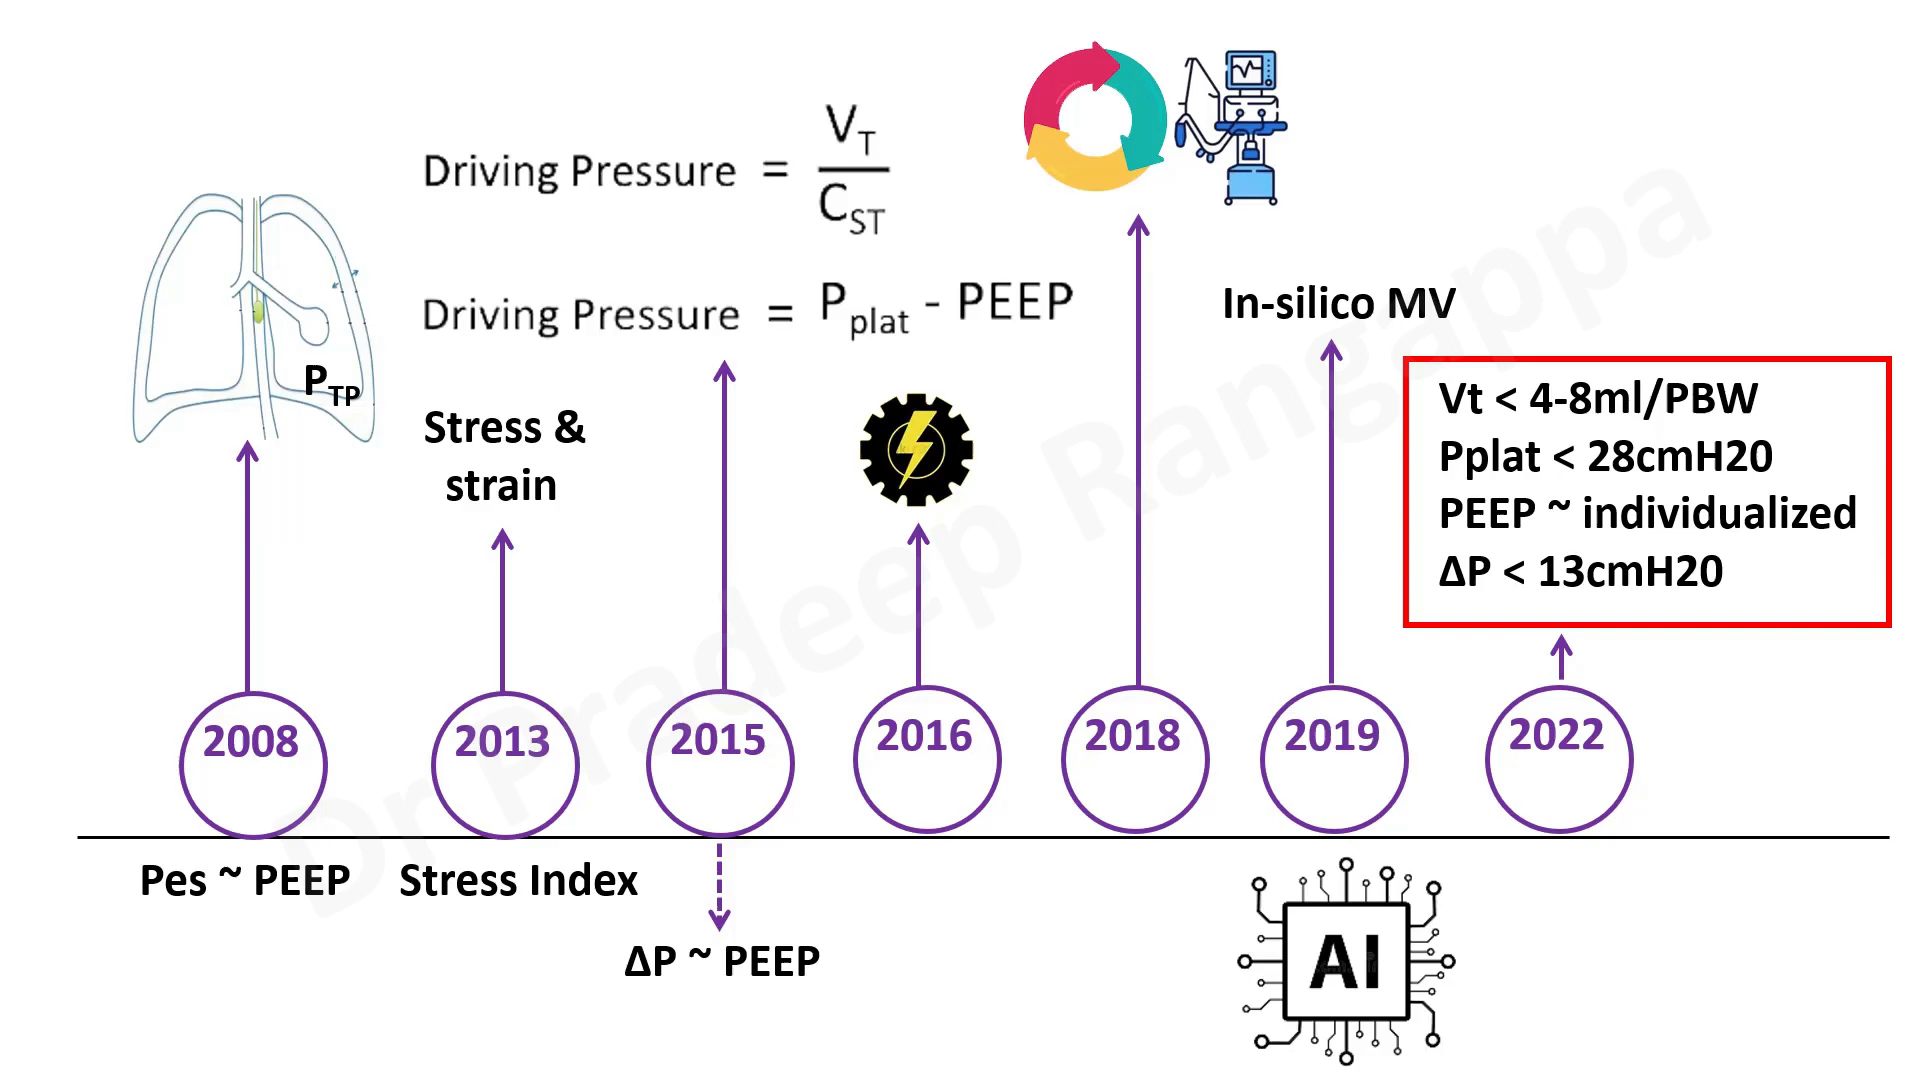 Driving Pressure = V_T / C_ST
Driving Pressure = P_plat - PEEP
P_TP
Stress &
strain
In-silico MV
Vt < 4-8ml/PBW
Pplat < 28cmH20
PEEP ~ individualized
ΔP < 13cmH20
2008
2013
2015
2016
2018
2019
2022
Pes ~ PEEP
Stress Index
ΔP ~ PEEP
AI
Dr Pradeep Rangappa